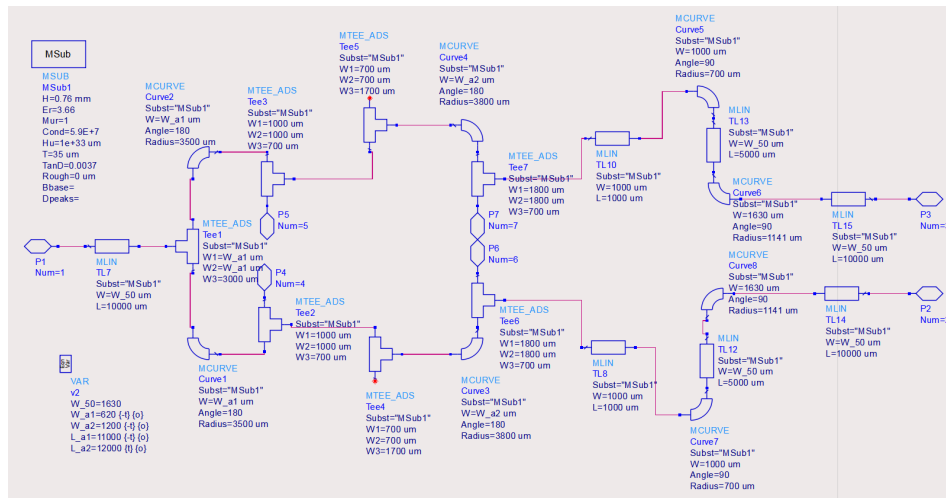 MSub
MSUB
MSub1
H=0.76 mm
Er=3.66
Mur=1
Cond=5.9E+7
Hu=1e+33 um
T=35 um
TanD=0.0037
Rough=0 um
Bbase=
Dpeaks=
MCURVE
Curve2
Subst="MSub1"
W=W_a1 um
Angle=180
Radius=3500 um
MTEE_ADS
Tee3
Subst="MSub1"
W1=1000 um
W2=1000 um
W3=700 um
MTEE_ADS
Tee5
Subst="MSub1"
W1=700 um
W2=700 um
W3=1700 um
MCURVE
Curve4
Subst="MSub1"
W=W_a2 um
Angle=180
Radius=3800 um
MCURVE
Curve5
Subst="MSub1"
W=1000 um
Angle=90
Radius=700 um
MLIN
TL13
Subst="MSub1"
W=W_50 um
L=5000 um
MLIN
TL10
Subst="MSub1"
W=1000 um
L=1000 um
MTEE_ADS
Tee7
Subst="MSub1"
W1=1800 um
W2=1800 um
W3=700 um
MCURVE
Curve6
Subst="MSub1"
W=1630 um
Angle=90
Radius=1141 um
MLIN
TL15
Subst="MSub1"
W=W_50 um
L=10000 um
P3
P5
Num=5
P7
Num=7
P6
Num=6
P1
Num=1
MLIN
TL7
Subst="MSub1"
W=W_50 um
L=10000 um
MTEE_ADS
Tee1
Subst="MSub1"
W1=W_a1 um
W2=W_a1 um
W3=3000 um
P4
Num=4
MTEE_ADS
Tee2
Subst="MSub1"
W1=1000 um
W2=1000 um
W3=700 um
MTEE_ADS
Tee6
Subst="MSub1"
W1=1800 um
W2=1800 um
W3=700 um
MCURVE
Curve8
Subst="MSub1"
W=1630 um
Angle=90
Radius=1141 um
MLIN
TL14
Subst="MSub1"
W=W_50 um
L=10000 um
P2
MLIN
TL12
Subst="MSub1"
W=W_50 um
L=5000 um
MLIN
TL8
Subst="MSub1"
W=1000 um
L=1000 um
VAR
v2
W_50=1630
W_a1=620 {-t} {o}
W_a2=1200 {-t} {o}
L_a1=11000 {t} {o}
L_a2=12000 {t} {o}
MCURVE
Curve1
Subst="MSub1"
W=W_a1 um
Angle=180
Radius=3500 um
MTEE_ADS
Tee4
Subst="MSub1"
W1=700 um
W2=700 um
W3=1700 um
MCURVE
Curve3
Subst="MSub1"
W=W_a2 um
Angle=180
Radius=3800 um
MCURVE
Curve7
Subst="MSub1"
W=1000 um
Angle=90
Radius=700 um